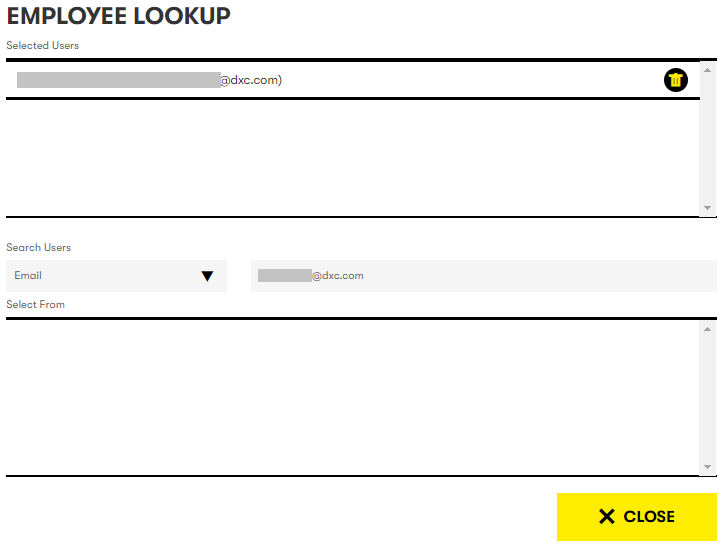 EMPLOYEE LOOKUP
Selected Users
@dxc.com)
Search Users
Email
@dxc.com
Select From
CLOSE